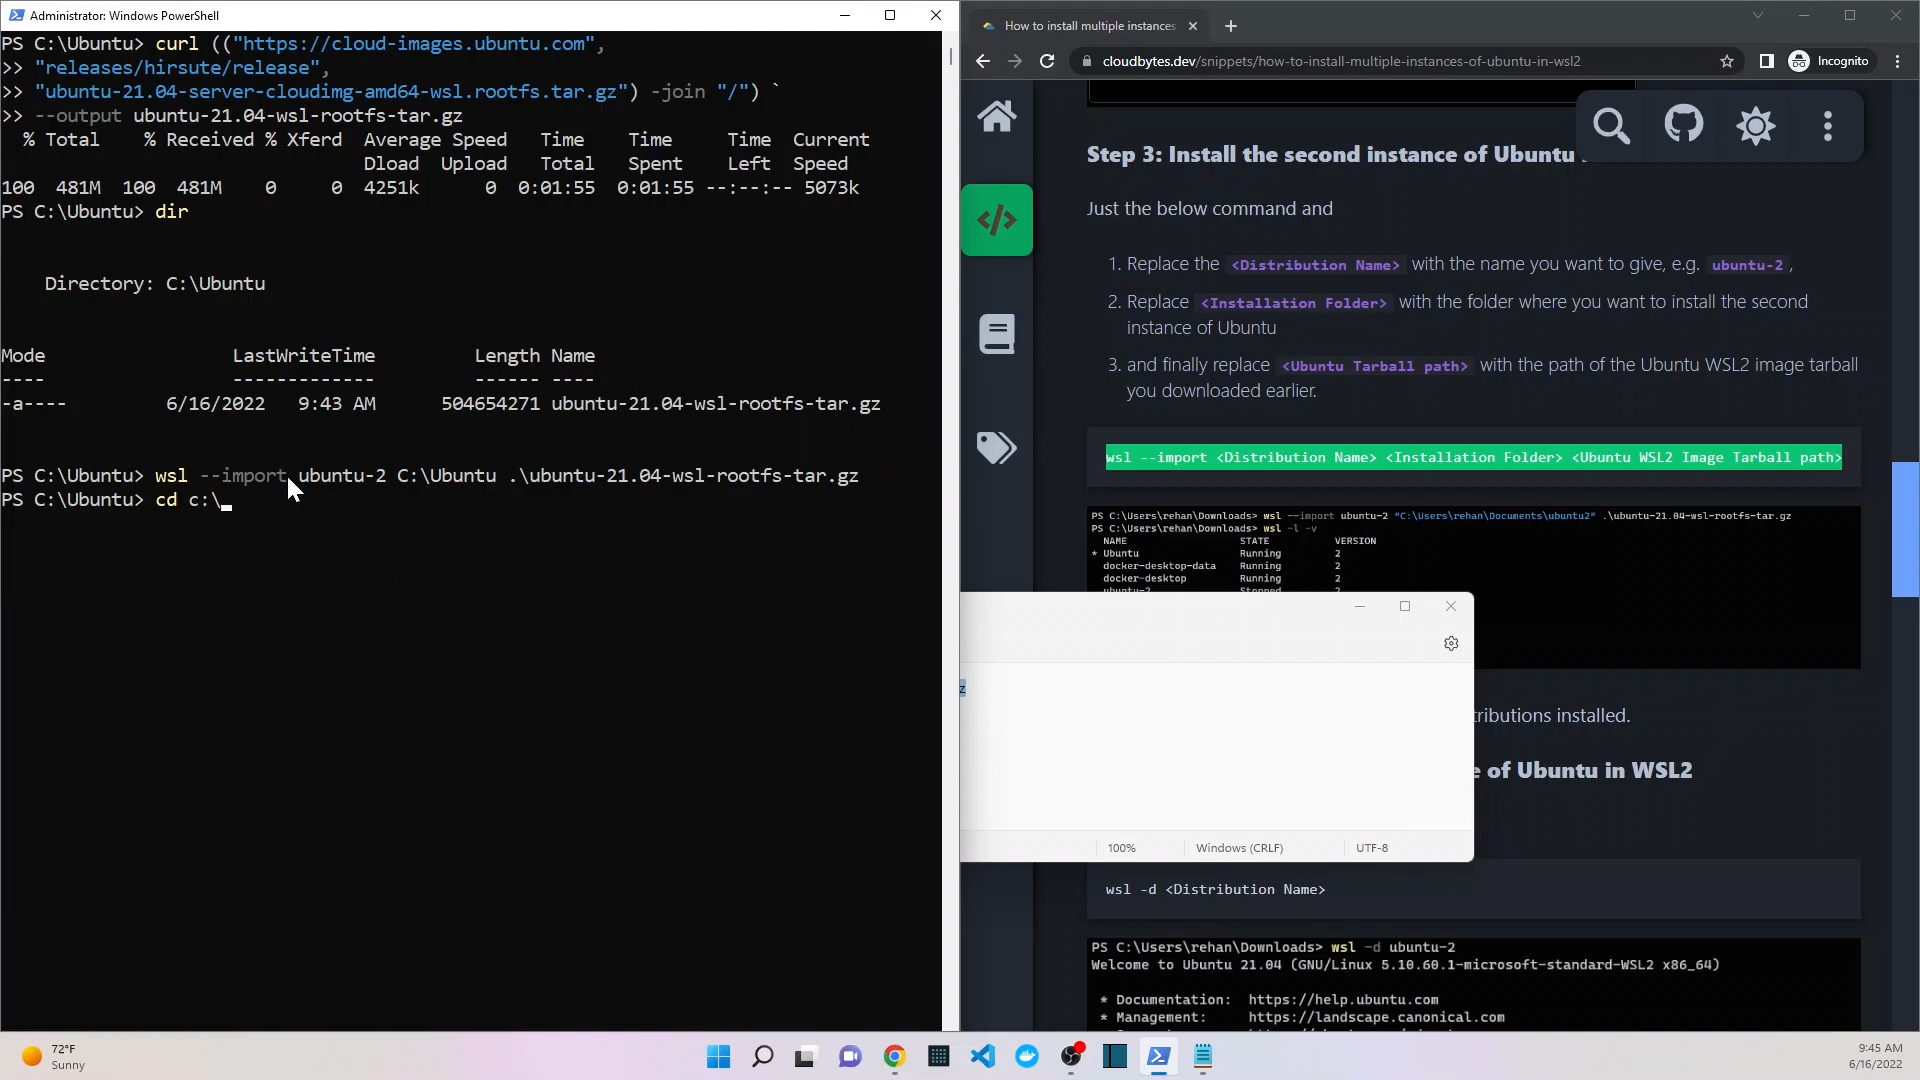 Administrator: Windows PowerShell
PS C:\Ubuntu> curl (("https://cloud-images.ubuntu.com",
>> "releases/hirsute/release",
>> "ubuntu-21.04-server-cloudimg-amd64-wsl.rootfs.tar.gz") -join "/") `
>> --output ubuntu-21.04-wsl-rootfs-tar.gz
% Total % Received % Xferd Average Speed Time Time Time Current
Dload Upload Total Spent Left Speed
100 481M 100 481M 0 0 4251k 0 0:01:55 0:01:55 --:--:-- 5073k
PS C:\Ubuntu> dir
Directory: C:\Ubuntu
Mode LastWriteTime Length Name
---- ------------- ------ ----
-a---- 6/16/2022 9:43 AM 504654271 ubuntu-21.04-wsl-rootfs-tar.gz
PS C:\Ubuntu> wsl --import ubuntu-2 C:\Ubuntu .\ubuntu-21.04-wsl-rootfs-tar.gz
PS C:\Ubuntu> cd c:\
How to install multiple instances
cloudbytes.dev/snippets/how-to-install-multiple-instances-of-ubuntu-in-wsl2
Incognito
Step 3: Install the second instance of Ubuntu
Just the below command and
1. Replace the <Distribution Name> with the name you want to give, e.g. ubuntu-2 ,
2. Replace <Installation Folder> with the folder where you want to install the second
instance of Ubuntu
3. and finally replace <Ubuntu Tarball path> with the path of the Ubuntu WSL2 image tarball
you downloaded earlier.
wsl --import <Distribution Name> <Installation Folder> <Ubuntu WSL2 Image Tarball path>
PS C:\Users\rehan\Downloads> wsl --import ubuntu-2 "C:\Users\rehan\Documents\ubuntu2" .\ubuntu-21.04-wsl-rootfs-tar.gz
PS C:\Users\rehan\Downloads> wsl -l -v
NAME STATE VERSION
* Ubuntu Running 2
docker-desktop-data Running 2
docker-desktop Running 2
ubuntu-2 Stopped 2
z
tributions installed.
e of Ubuntu in WSL2
100% Windows (CRLF) UTF-8
wsl -d <Distribution Name>
PS C:\Users\rehan\Downloads> wsl -d ubuntu-2
Welcome to Ubuntu 21.04 (GNU/Linux 5.10.60.1-microsoft-standard-WSL2 x86_64)
* Documentation: https://help.ubuntu.com
* Management: https://landscape.canonical.com
72°F
Sunny
9:45 AM
6/16/2022